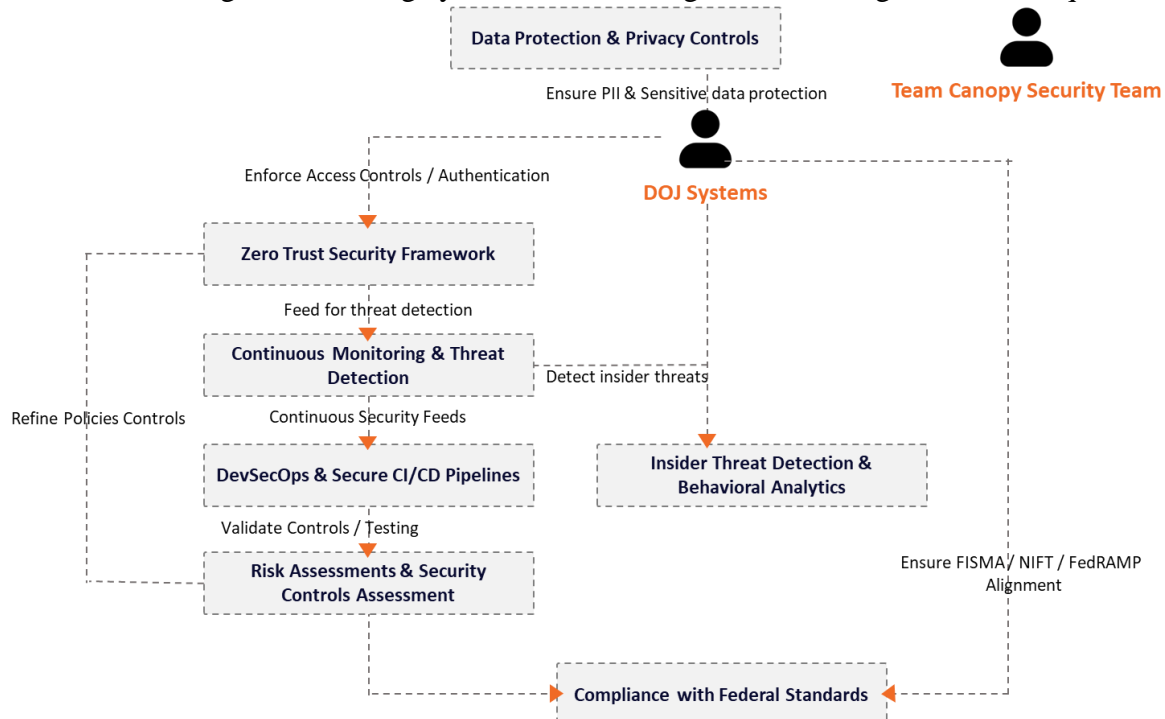 Data Protection & Privacy Controls
Team Canopy Security Team
Ensure PII & Sensitive data protection
Enforce Access Controls / Authentication
DOJ Systems
Zero Trust Security Framework
Feed for threat detection
Continuous Monitoring & Threat
Detection
Detect insider threats
Refine Policies Controls
Continuous Security Feeds
DevSecOps & Secure CI/CD Pipelines
Insider Threat Detection &
Behavioral Analytics
Validate Controls / Testing
Risk Assessments & Security
Controls Assessment
Ensure FISMA / NIFT / FedRAMP
Alignment
Compliance with Federal Standards